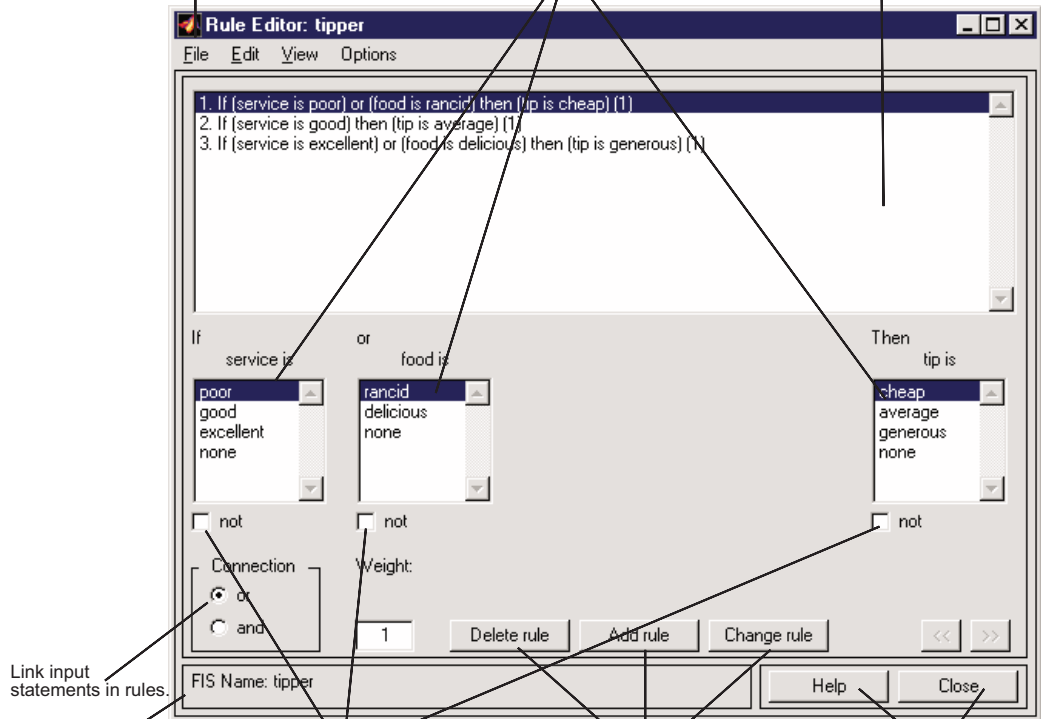 Rule Editor: tipper
File Edit View Options
1. If (service is poor) or (food is rancid) then (tip is cheap) (1)
2. If (service is good) then (tip is average) (1)
3. If (service is excellent) or (food is delicious) then (tip is generous) (1)
If or Then
service is food is tip is
poor rancid cheap
good delicious average
excellent none generous
none none
not not not
Connection Weight:
or
and 1 Delete rule Add rule Change rule << >>
Link input
statements in rules.
FIS Name: tipper Help Close